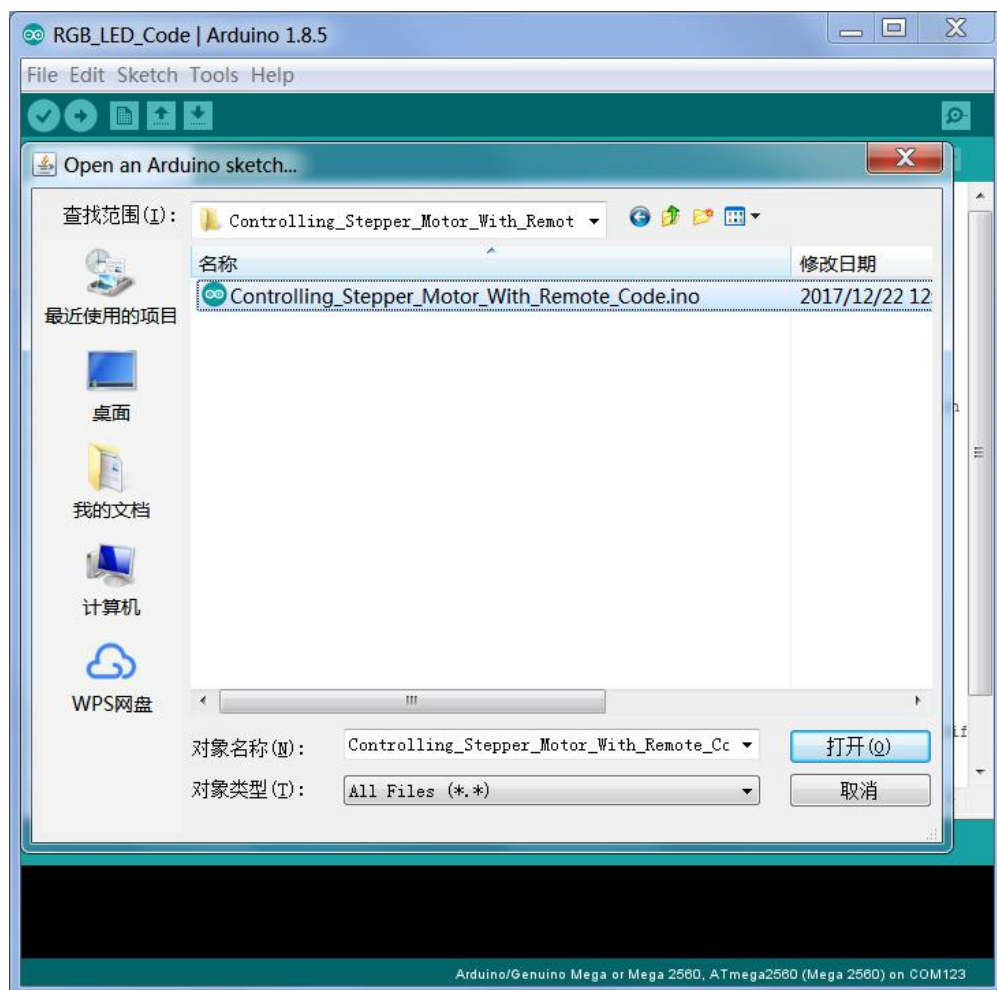 RGB_LED_Code | Arduino 1.8.5
File Edit Sketch Tools Help
Open an Arduino sketch...
查找范围(I):
Controlling_Stepper_Motor_With_Remot
名称
修改日期
Controlling_Stepper_Motor_With_Remote_Code.ino
2017/12/22 12:
最近使用的项目
桌面
我的文档
计算机
WPS网盘
对象名称(N):
Controlling_Stepper_Motor_With_Remote_Cc
打开(O)
对象类型(T):
All Files (*.*)
取消
if
Arduino/Genuino Mega or Mega 2560, ATmega2560 (Mega 2560) on COM123